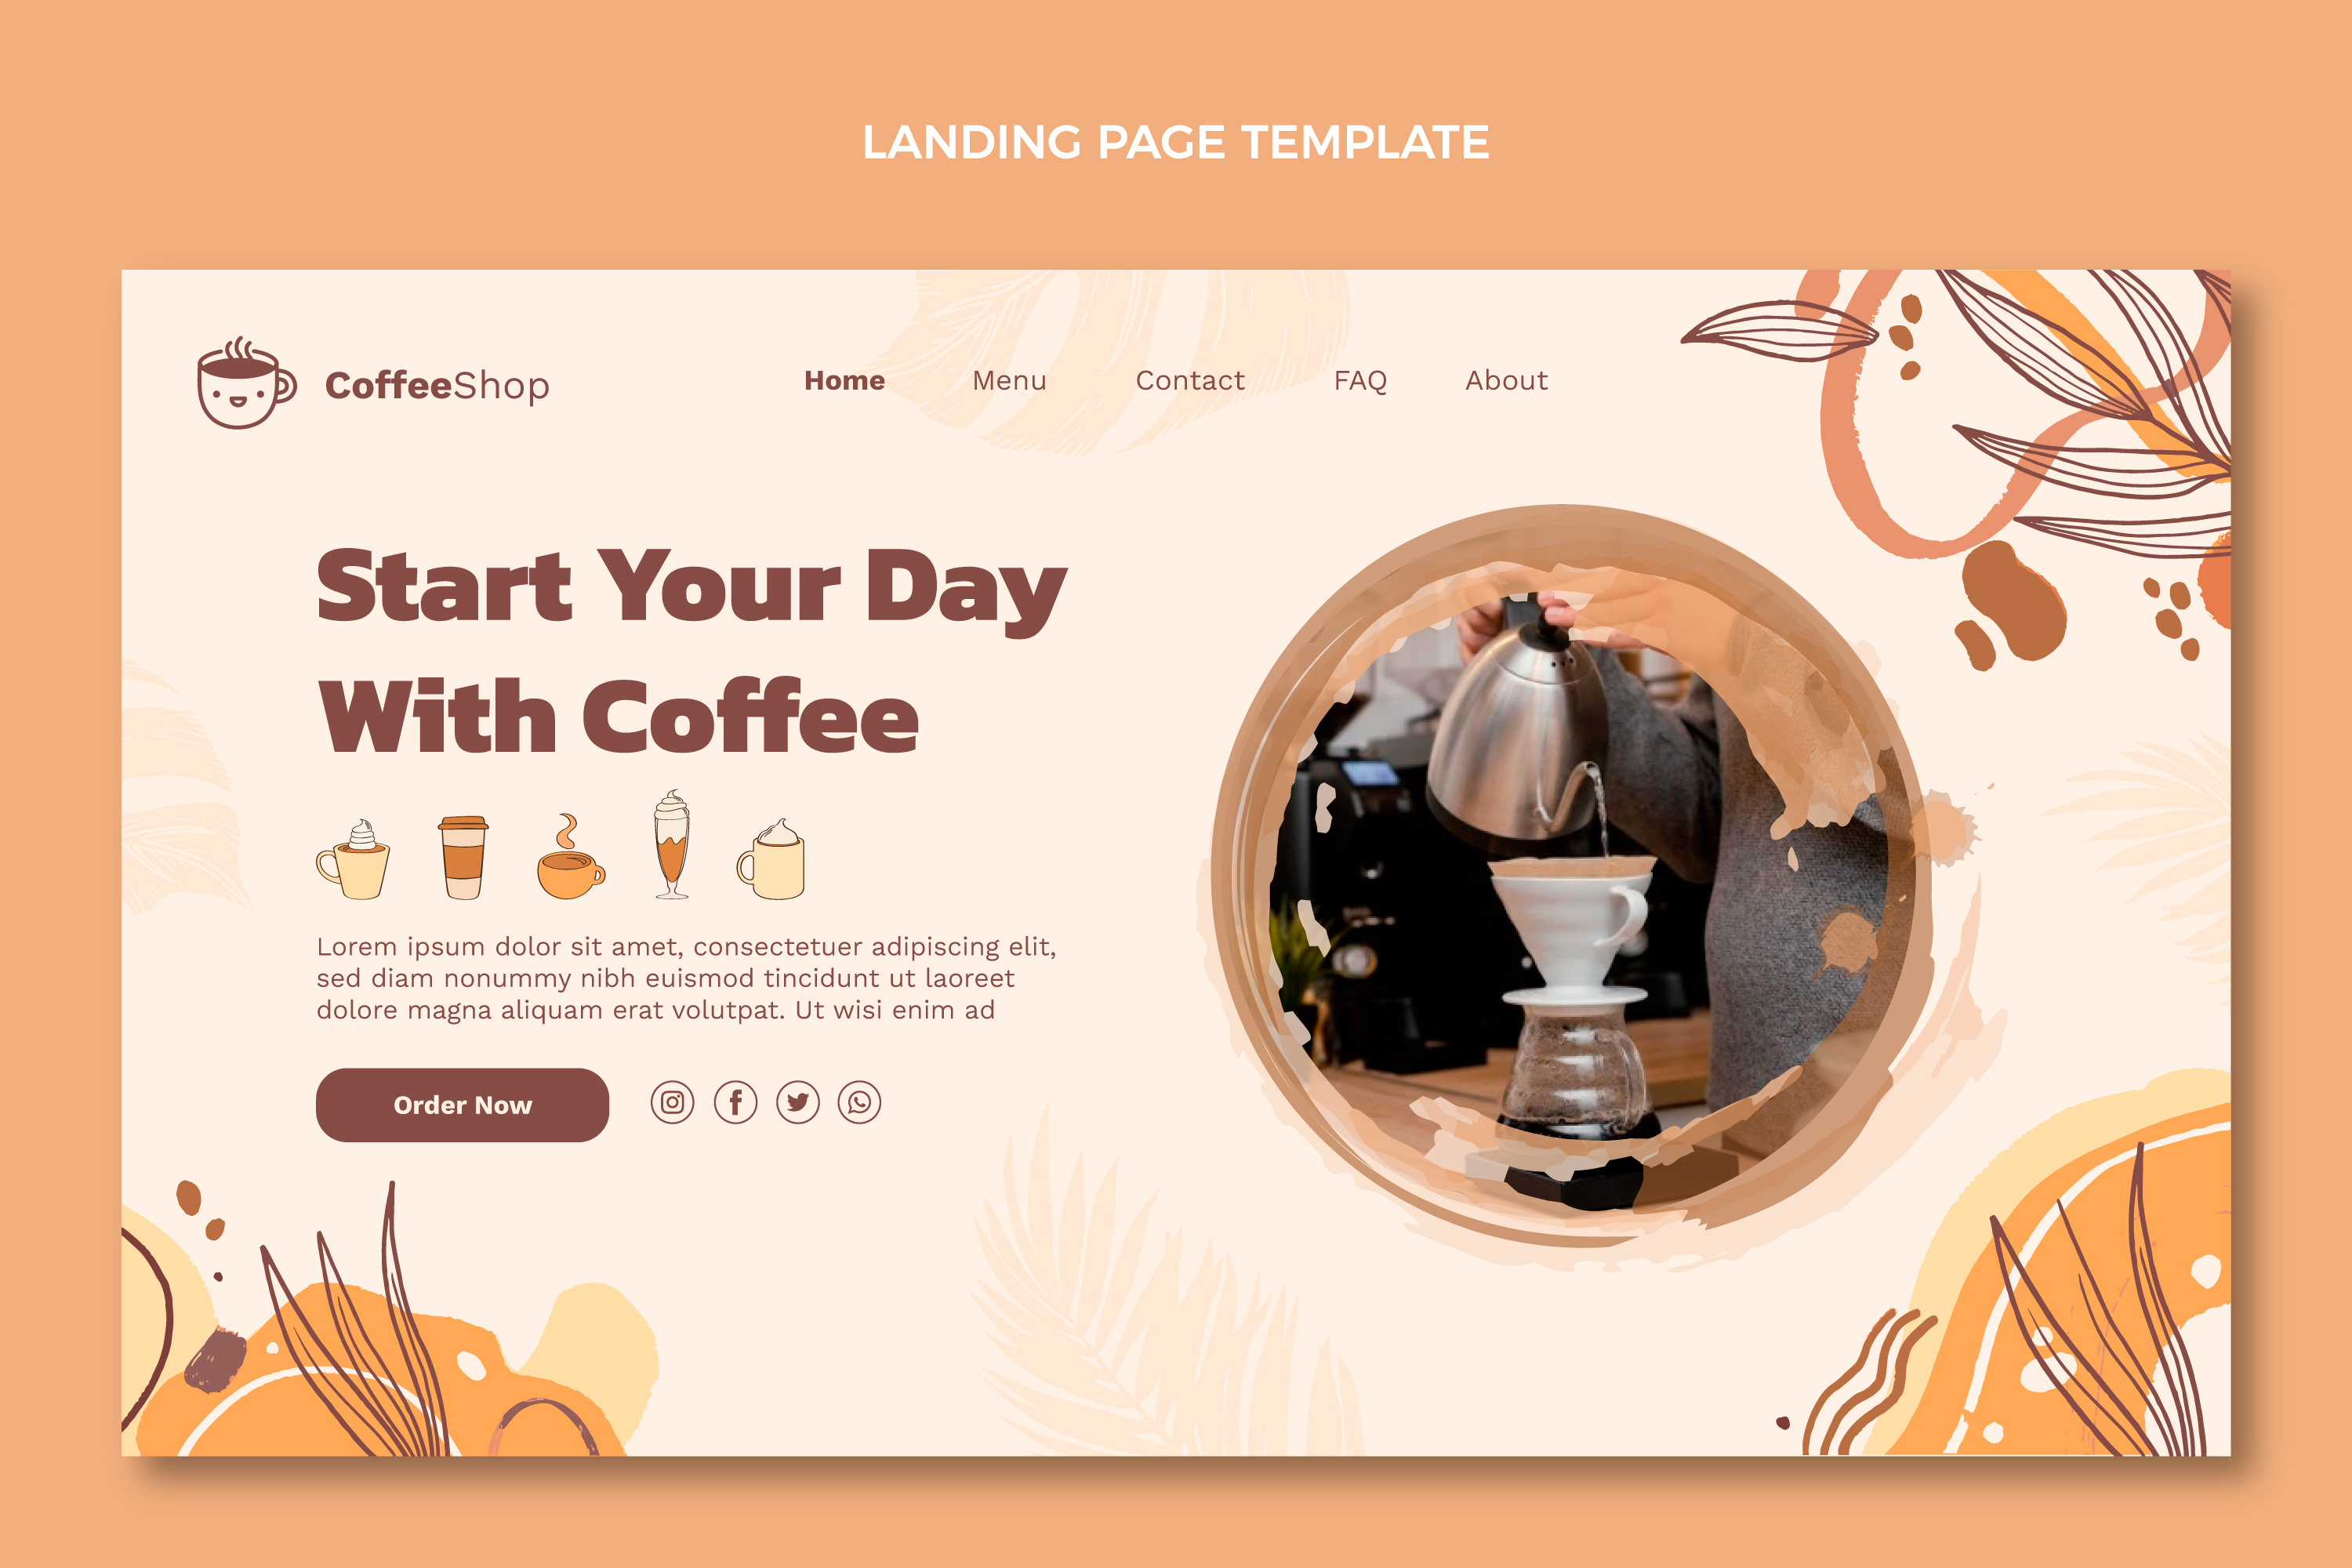 LANDING PAGE TEMPLATE
CoffeeShop
Home Menu Contact FAQ About
Start Your Day
With Coffee
Lorem ipsum dolor sit amet, consectetuer adipiscing elit,
sed diam nonummy nibh euismod tincidunt ut laoreet
dolore magna aliquam erat volutpat. Ut wisi enim ad
Order Now